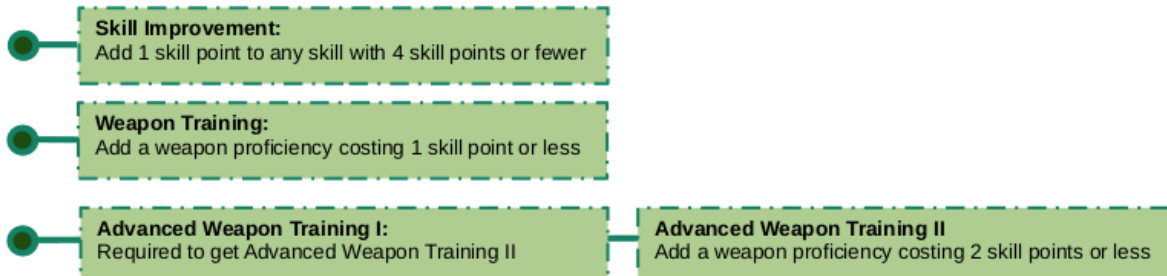 Skill Improvement:
Add 1 skill point to any skill with 4 skill points or fewer
Weapon Training:
Add a weapon proficiency costing 1 skill point or less
Advanced Weapon Training I:
Required to get Advanced Weapon Training II
Advanced Weapon Training II
Add a weapon proficiency costing 2 skill points or less